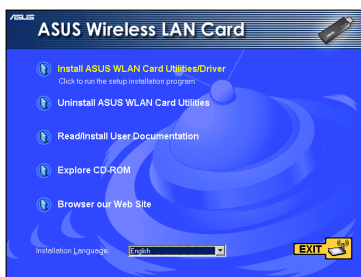 ASUS
ASUS Wireless LAN Card
Install ASUS WLAN Card Utilities/Driver
Click to run the setup installation program
Uninstall ASUS WLAN Card Utilities
Read/Install User Documentation
Explore CD-ROM
Browser our Web Site
Installation Language: English
EXIT